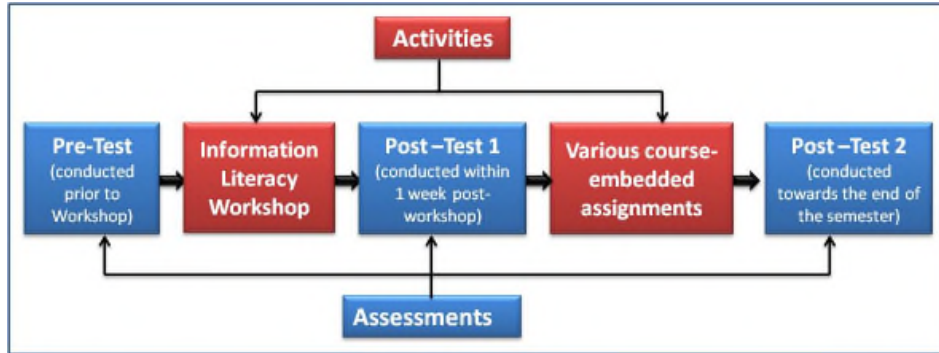 Activities
Pre-Test
(conducted
prior to
Workshop)
Information
Literacy
Workshop
Post –Test 1
(conducted within
1 week post-
workshop)
Various course-
embedded
assignments
Post –Test 2
(conducted
towards the end of
the semester)
Assessments